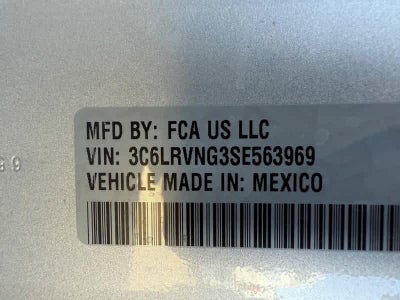 MFD BY: FCA US LLC
VIN: 3C6LRVNG3SE563969
VEHICLE MADE IN: MEXICO